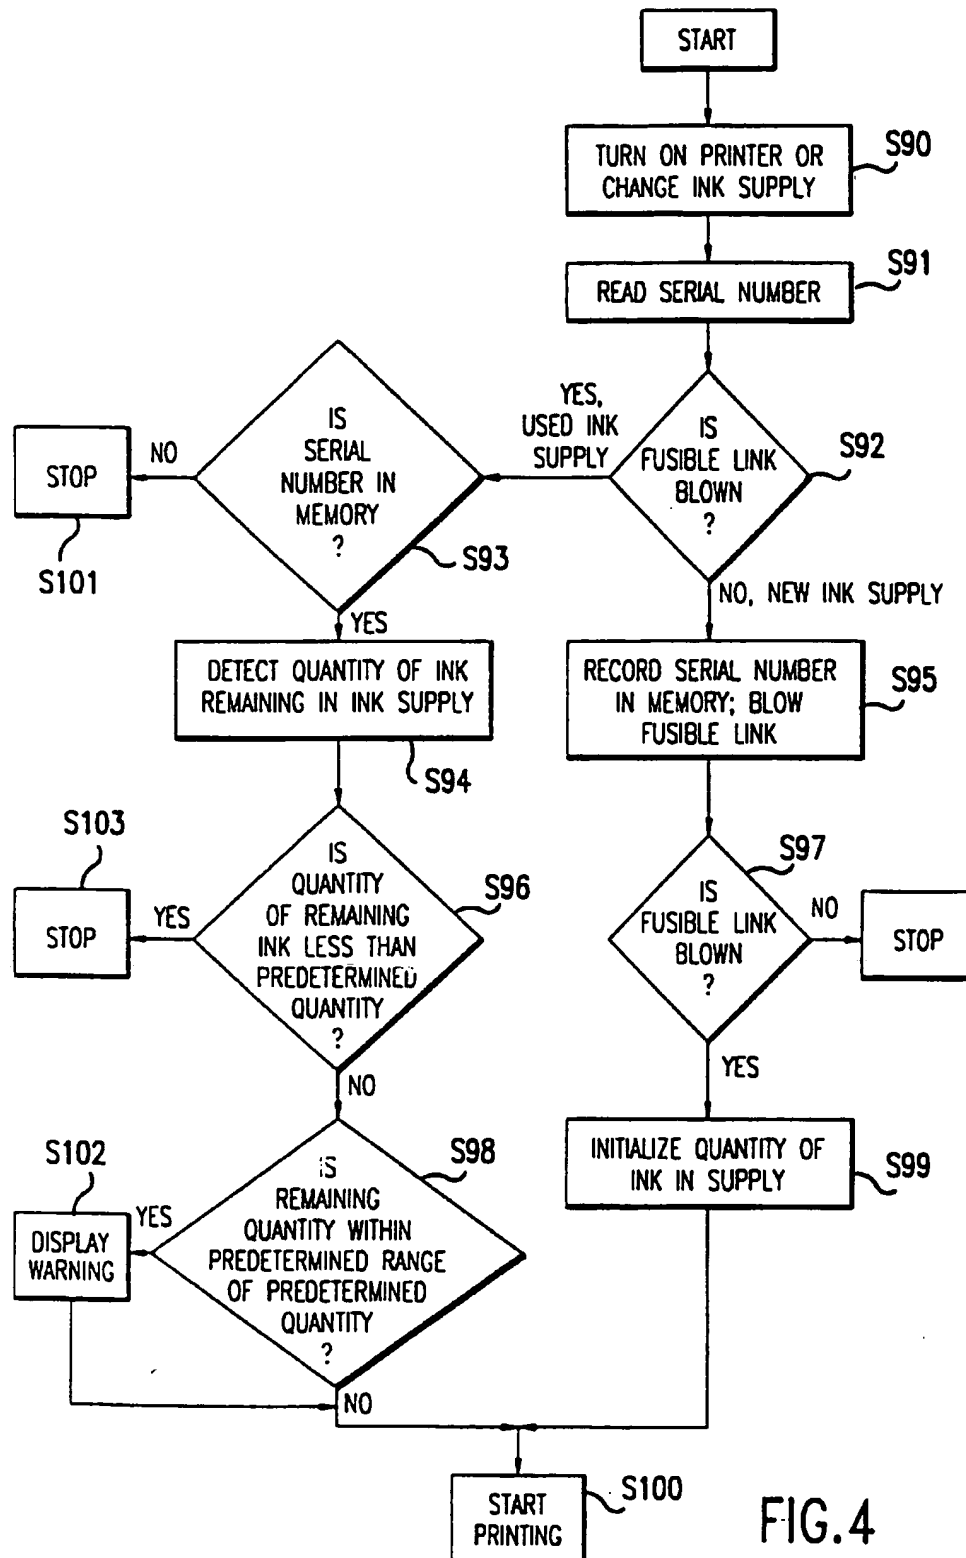 START
TURN ON PRINTER OR
CHANGE INK SUPPLY
S90
READ SERIAL NUMBER
S91
IS
FUSIBLE LINK
BLOWN
?
S92
YES,
USED INK
SUPPLY
IS
SERIAL
NUMBER IN
MEMORY
?
S93
NO
STOP
S101
YES
NO, NEW INK SUPPLY
DETECT QUANTITY OF INK
REMAINING IN INK SUPPLY
S94
RECORD SERIAL NUMBER
IN MEMORY; BLOW
FUSIBLE LINK
S95
S103
STOP
YES
IS
QUANTITY
OF REMAINING
INK LESS THAN
PREDETERMINED
QUANTITY
?
S96
NO
IS
FUSIBLE LINK
BLOWN
?
S97
NO
STOP
YES
S102
DISPLAY
WARNING
YES
IS
REMAINING
QUANTITY WITHIN
PREDETERMINED RANGE
OF PREDETERMINED
QUANTITY
?
S98
NO
INITIALIZE QUANTITY OF
INK IN SUPPLY
S99
START
PRINTING
S100
FIG.4